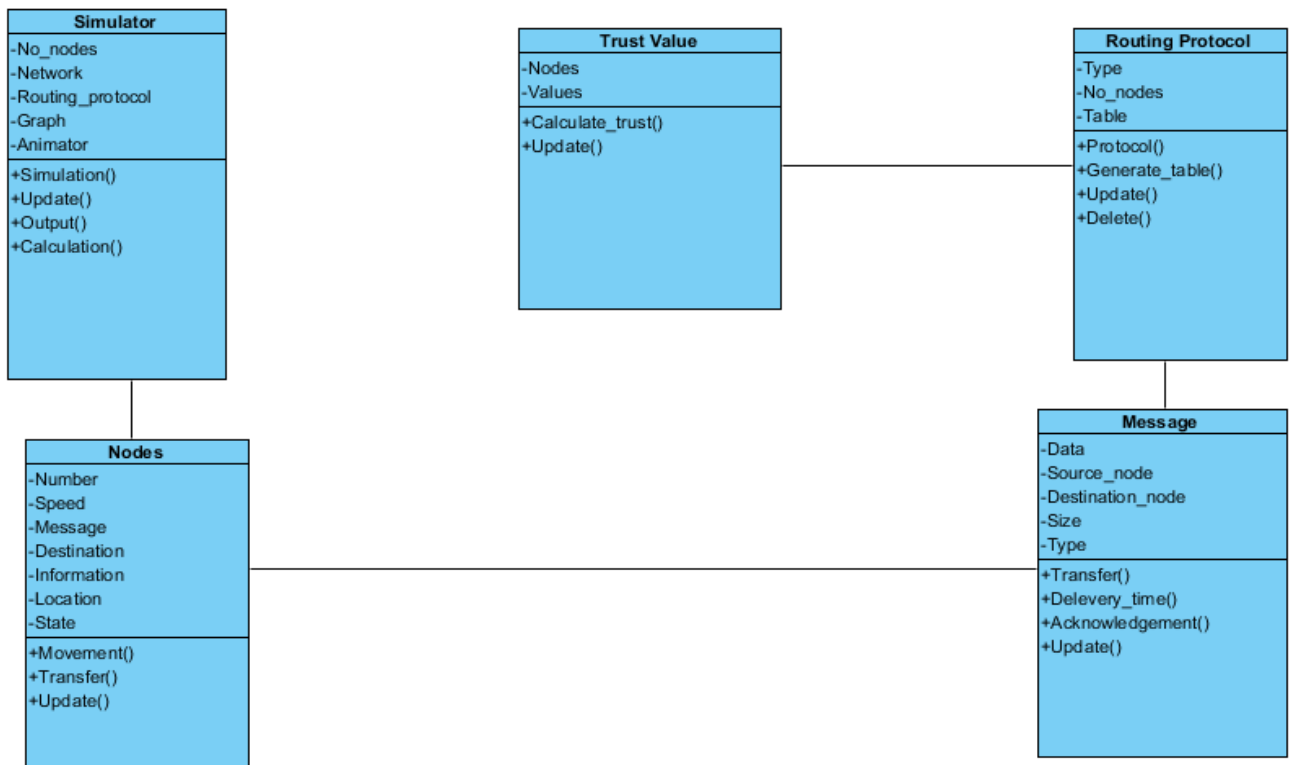 Simulator
-No_nodes
-Network
-Routing_protocol
-Graph
-Animator
+Simulation()
+Update()
+Output()
+Calculation()
Trust Value
-Nodes
-Values
+Calculate_trust()
+Update()
Routing Protocol
-Type
-No_nodes
-Table
+Protocol()
+Generate_table()
+Update()
+Delete()
Nodes
-Number
-Speed
-Message
-Destination
-Information
-Location
-State
+Movement()
+Transfer()
+Update()
Message
-Data
-Source_node
-Destination_node
-Size
-Type
+Transfer()
+Delevery_time()
+Acknowledgement()
+Update()